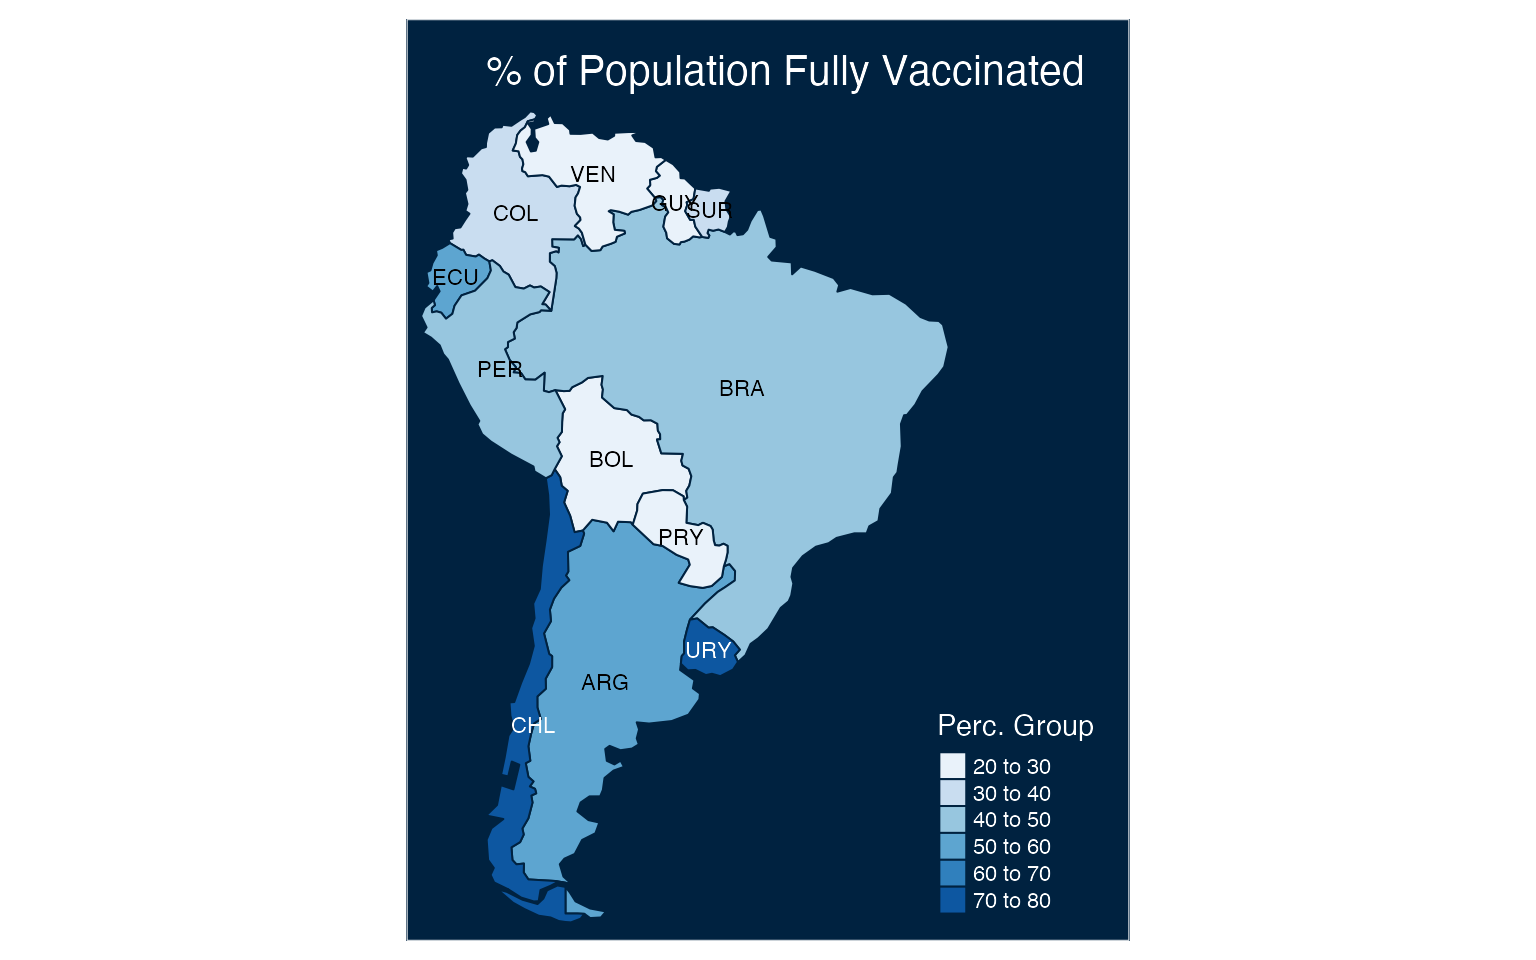 % of Population Fully Vaccinated
VEN
GUY
SUR
COL
ECU
PER
BRA
BOL
PRY
URY
ARG
CHL
Perc. Group
20 to 30
30 to 40
40 to 50
50 to 60
60 to 70
70 to 80